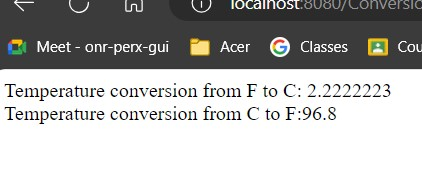 localhost:8080/Conversio
Meet - onr-perx-gui Acer Classes Cou
Temperature conversion from F to C: 2.2222223
Temperature conversion from C to F:96.8